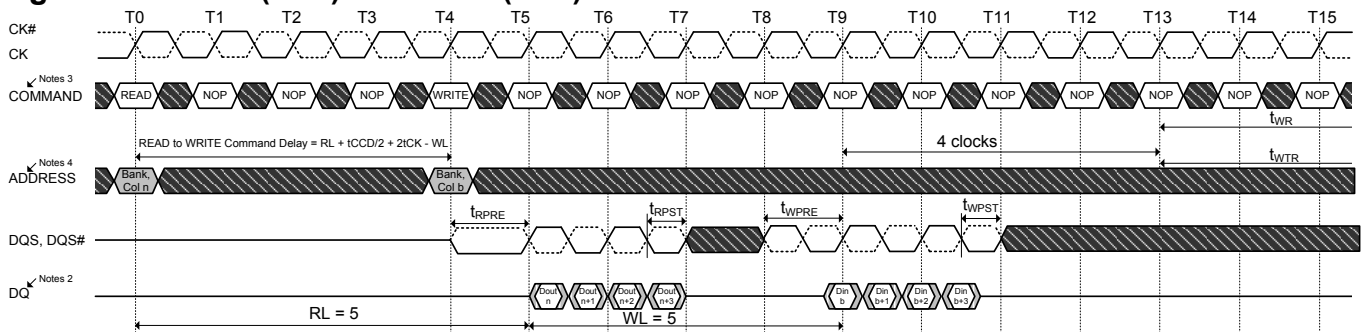 T0 T1 T2 T3 T4 T5 T6 T7 T8 T9 T10 T11 T12 T13 T14 T15
CK#
CK
Notes 3
COMMAND READ NOP NOP NOP WRITE NOP NOP NOP NOP NOP NOP NOP NOP NOP NOP NOP
tWR
READ to WRITE Command Delay = RL + tCCD/2 + 2tCK - WL
4 clocks
tWTR
Notes 4
ADDRESS Bank, Col n Bank, Col b
tRPRE tRPST tWPRE tWPST
DQS, DQS#
Notes 2
DQ Dout n Dout n+1 Dout n+2 Dout n+3 Din b Din b+1 Din b+2 Din b+3
RL = 5 WL = 5